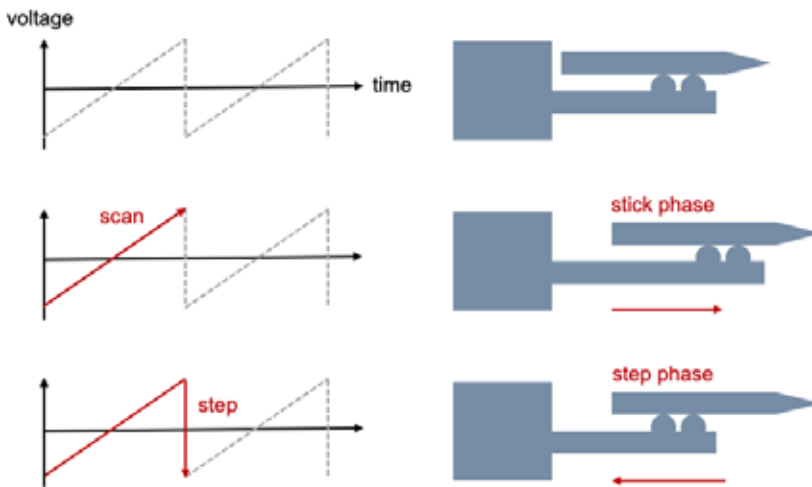 voltage
time
scan
stick phase
step
step phase